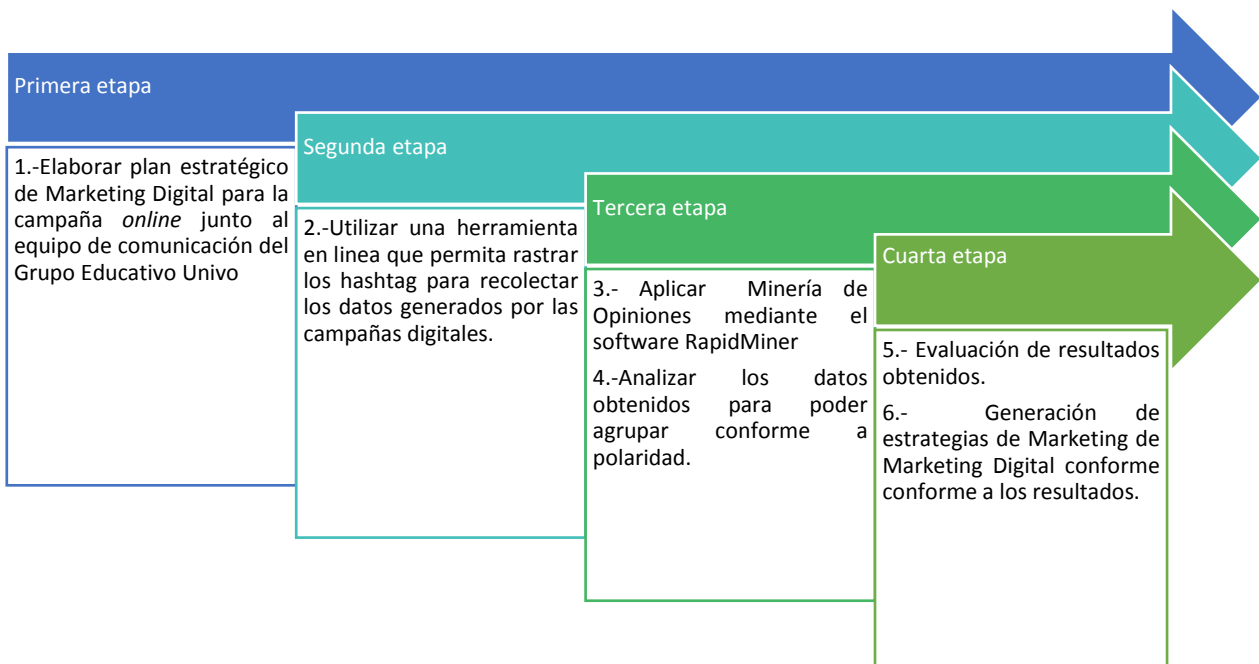 Primera etapa
1.-Elaborar plan estratégico
de Marketing Digital para la
campaña online junto al
equipo de comunicación del
Grupo Educativo Univo
Segunda etapa
2.-Utilizar una herramienta
en linea que permita rastrar
los hashtag para recolectar
los datos generados por las
campañas digitales.
Tercera etapa
3.- Aplicar Minería de
Opiniones mediante el
software RapidMiner
4.-Analizar los datos
obtenidos para poder
agrupar conforme a
polaridad.
Cuarta etapa
5.- Evaluación de resultados
obtenidos.
6.- Generación de
estrategias de Marketing de
Marketing Digital conforme
conforme a los resultados.